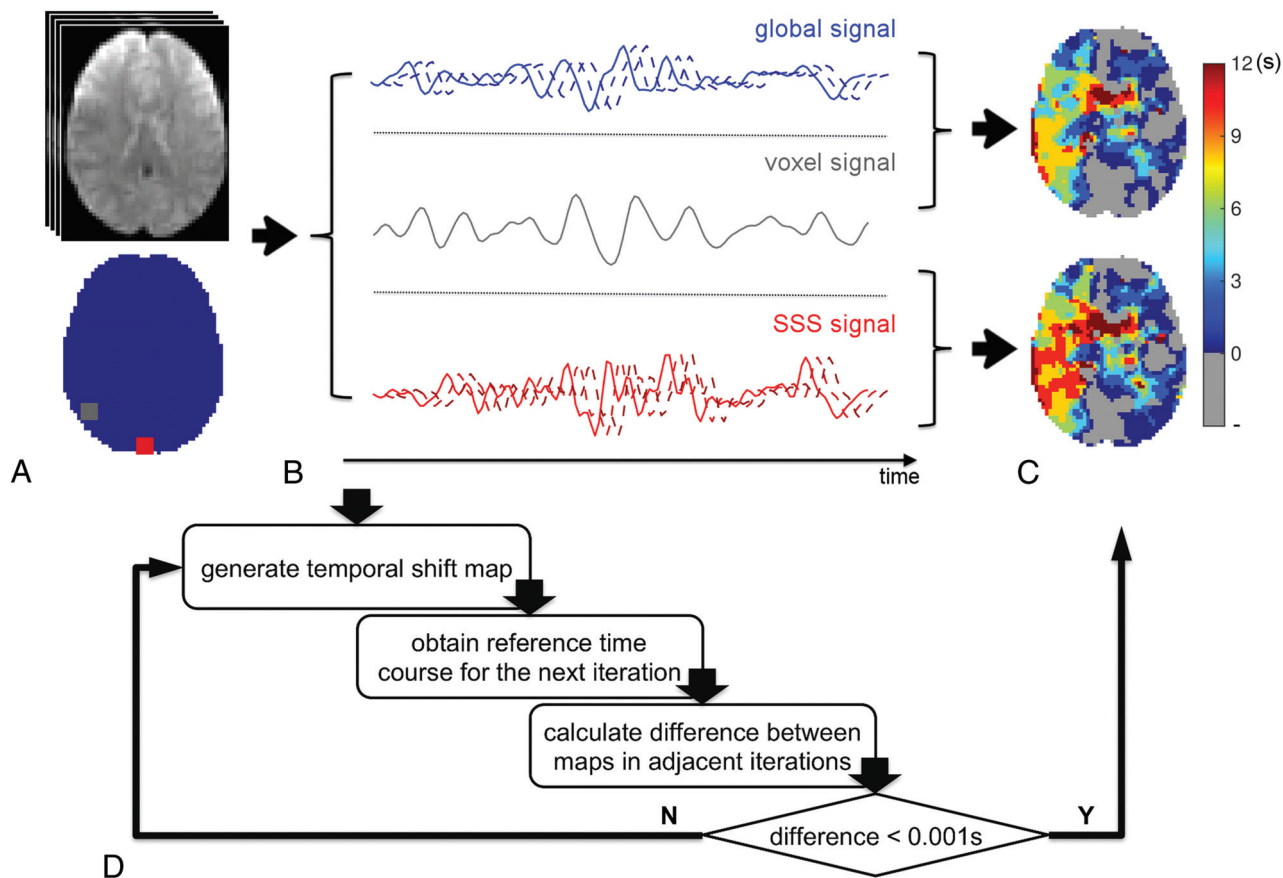 global signal
voxel signal
SSS signal
time
12 (s)
9
6
3
0
-
A
B
C
generate temporal shift map
obtain reference time
course for the next iteration
calculate difference between
maps in adjacent iterations
difference < 0.001s
N
Y
D